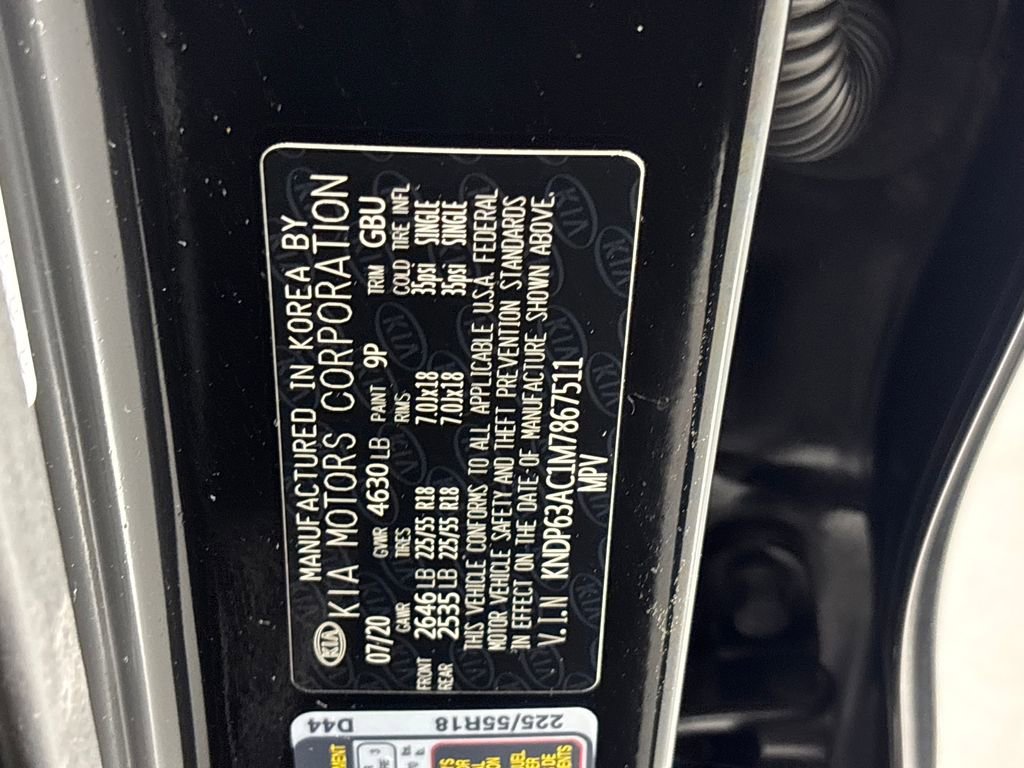 KIA
MANUFACTURED IN KOREA BY
KIA MOTORS CORPORATION
07/20 GVWR 4630 LB PAINT 9P TRIM GBU
GAWR TIRES RIMS COLD TIRE INFL
FRONT 2646 LB 225/55 R18 7.0Jx18 35psi SINGLE
REAR 2535 LB 225/55 R18 7.0Jx18 35psi SINGLE
THIS VEHICLE CONFORMS TO ALL APPLICABLE U.S.A. FEDERAL
MOTOR VEHICLE SAFETY AND THEFT PREVENTION STANDARDS
IN EFFECT ON THE DATE OF MANUFACTURE SHOWN ABOVE.
V.I.N KNDP63AC1M7867511
MPV
D44
225/55R18